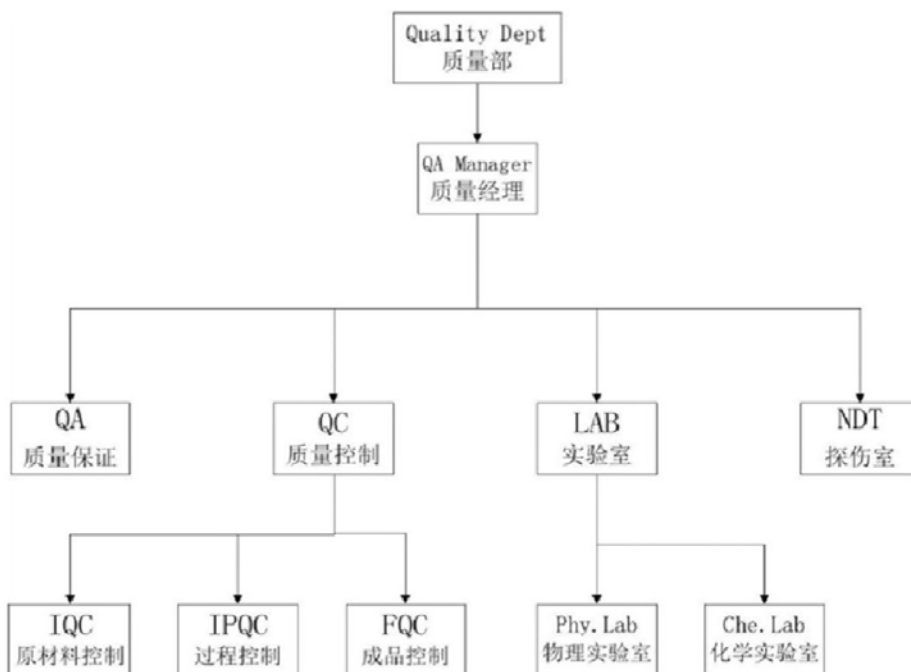 Quality Dept
质量部
QA Manager
质量经理
QA
质量保证
QC
质量控制
LAB
实验室
NDT
探伤室
IQC
原材料控制
IPQC
过程控制
FQC
成品控制
Phy.Lab
物理实验室
Che.Lab
化学实验室